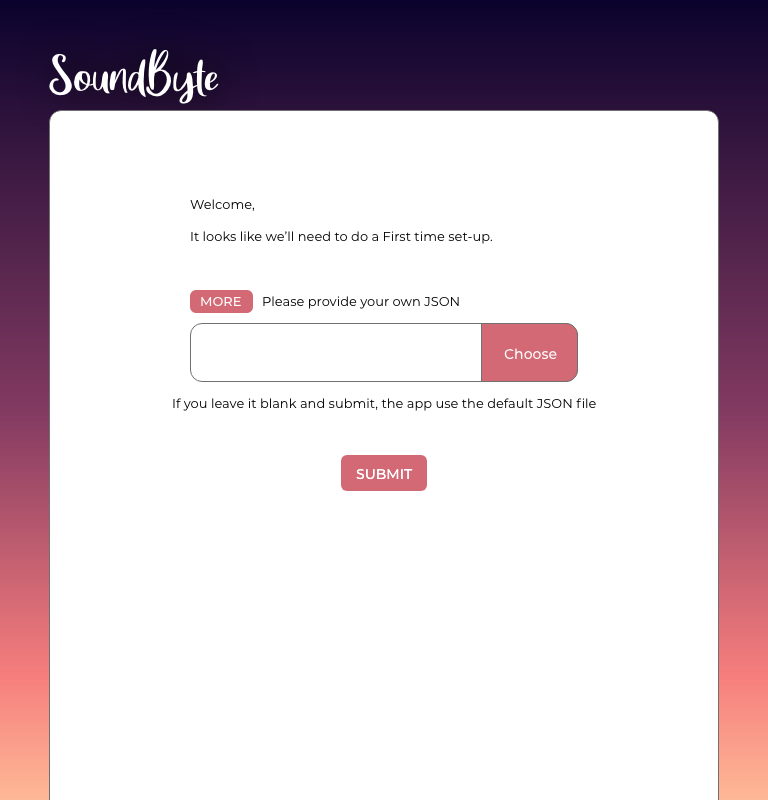 SoundByte
Welcome,
It looks like we’ll need to do a First time set-up.
MORE Please provide your own JSON
Choose
If you leave it blank and submit, the app use the default JSON file
SUBMIT